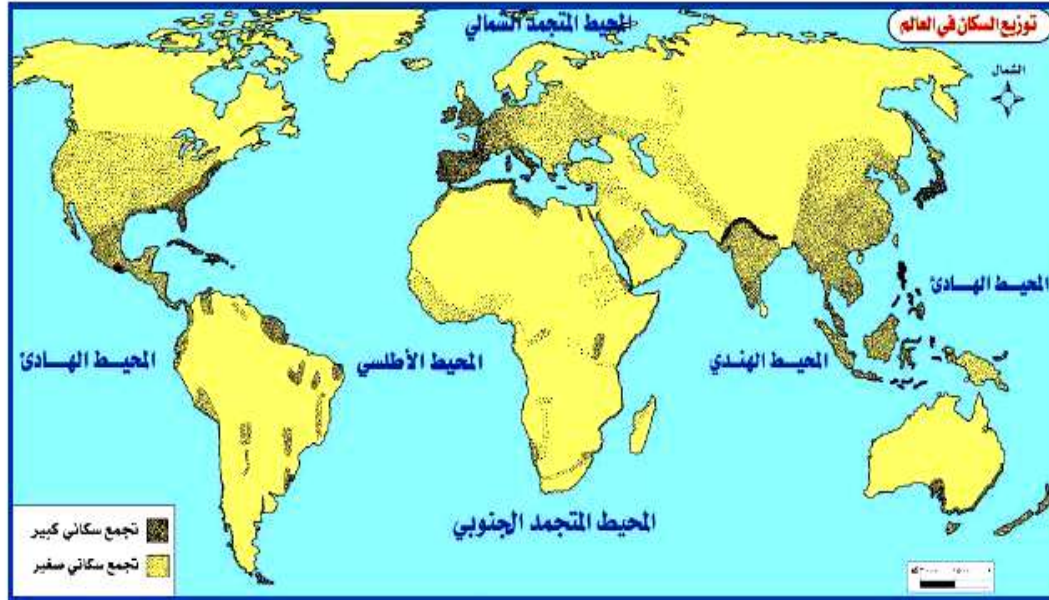 توزيع السكان في العالم
المحيط المتجمد الشمالي
الشمال
المحيط الهادئ
المحيط الهندي
المحيط الأطلسي
المحيط الهادئ
المحيط المتجمد الجنوبي
تجمع سكاني كبير
تجمع سكاني صغير